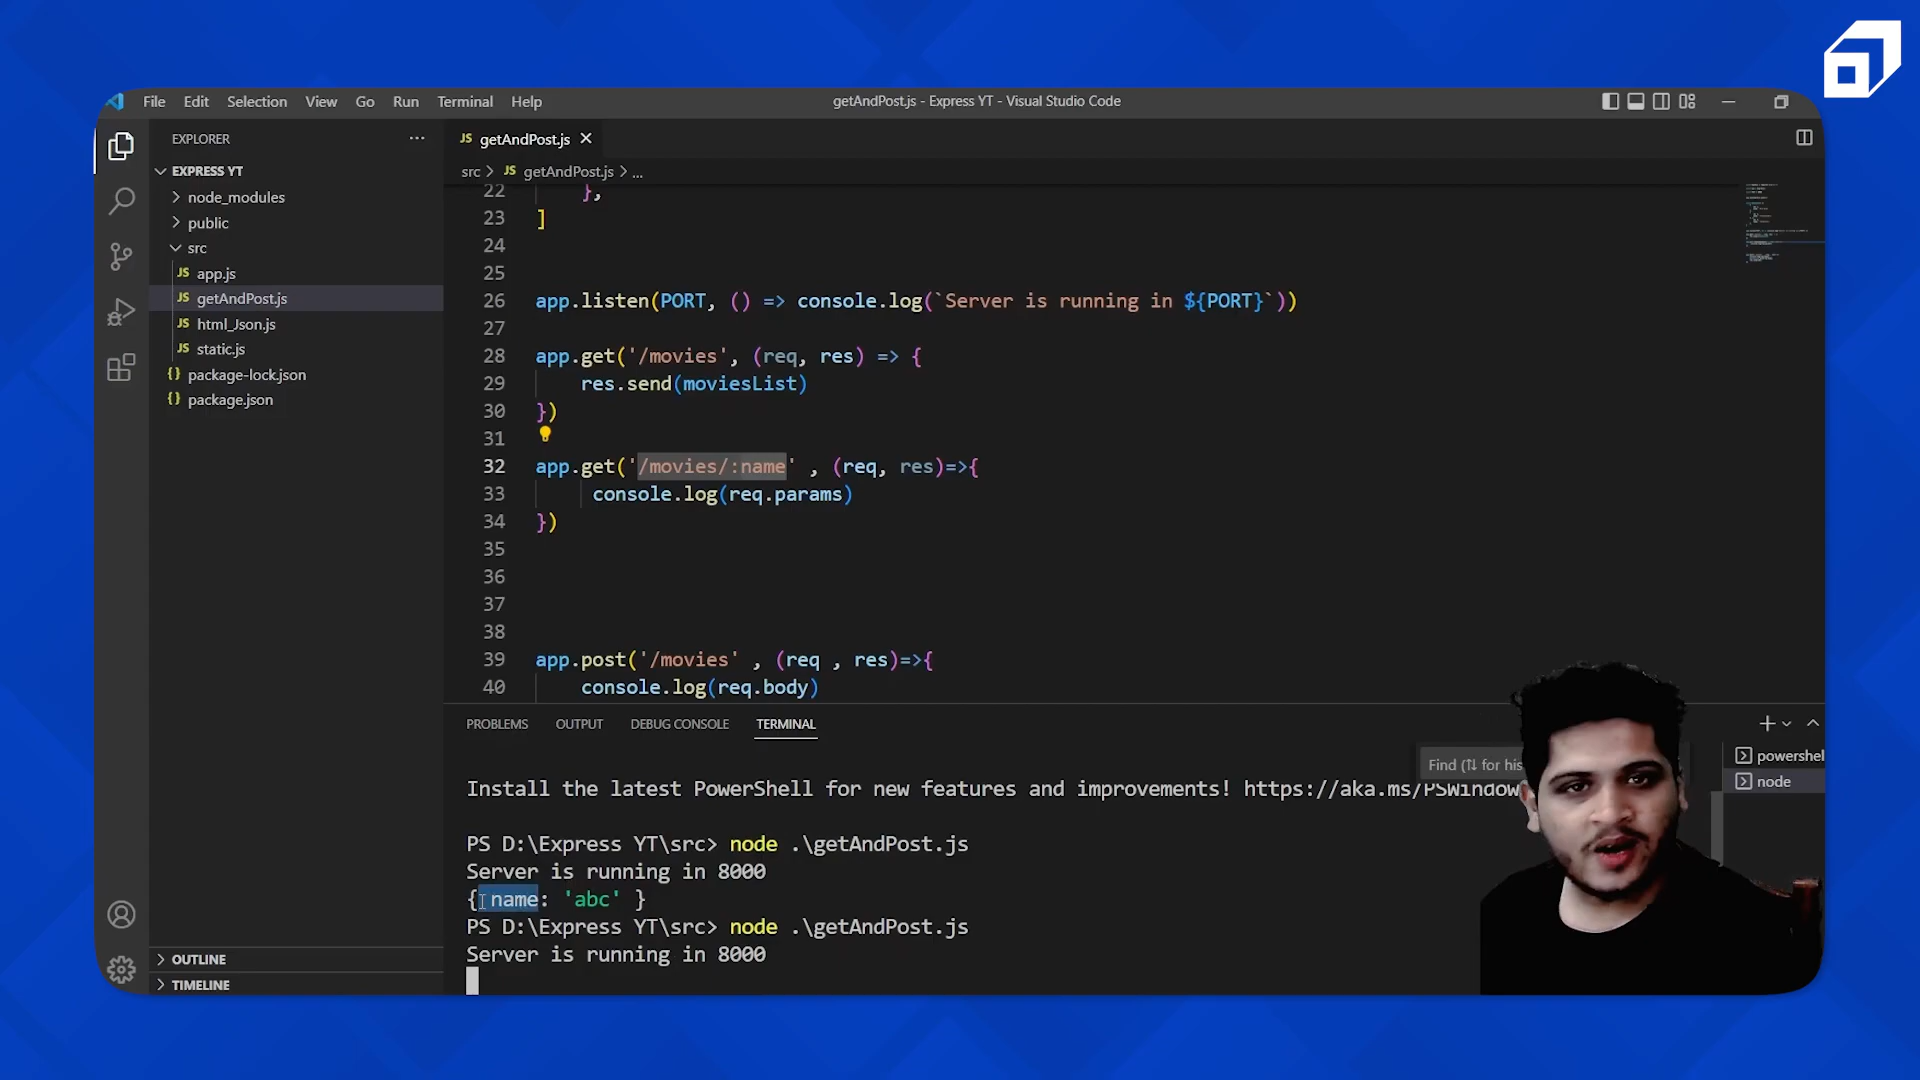 File Edit Selection View Go Run Terminal Help
getAndPost.js - Express YT - Visual Studio Code
EXPLORER
EXPRESS YT
node_modules
public
src
JS app.js
JS getAndPost.js
JS html_Json.js
JS static.js
{} package-lock.json
{} package.json
OUTLINE
TIMELINE
JS getAndPost.js
src > JS getAndPost.js > ...
22 },
23 ]
24
25
26 app.listen(PORT, () => console.log(`Server is running in ${PORT}`))
27
28 app.get('/movies', (req, res) => {
29 res.send(moviesList)
30 })
31
32 app.get('/movies/:name' , (req, res)=>{
33 console.log(req.params)
34 })
35
36
37
38
39 app.post('/movies' , (req , res)=>{
40 console.log(req.body)
PROBLEMS OUTPUT DEBUG CONSOLE TERMINAL
Find (⇅ for his
powershel
node
Install the latest PowerShell for new features and improvements! https://aka.ms/PSWindow
PS D:\Express YT\src> node .\getAndPost.js
Server is running in 8000
{ name: 'abc' }
PS D:\Express YT\src> node .\getAndPost.js
Server is running in 8000